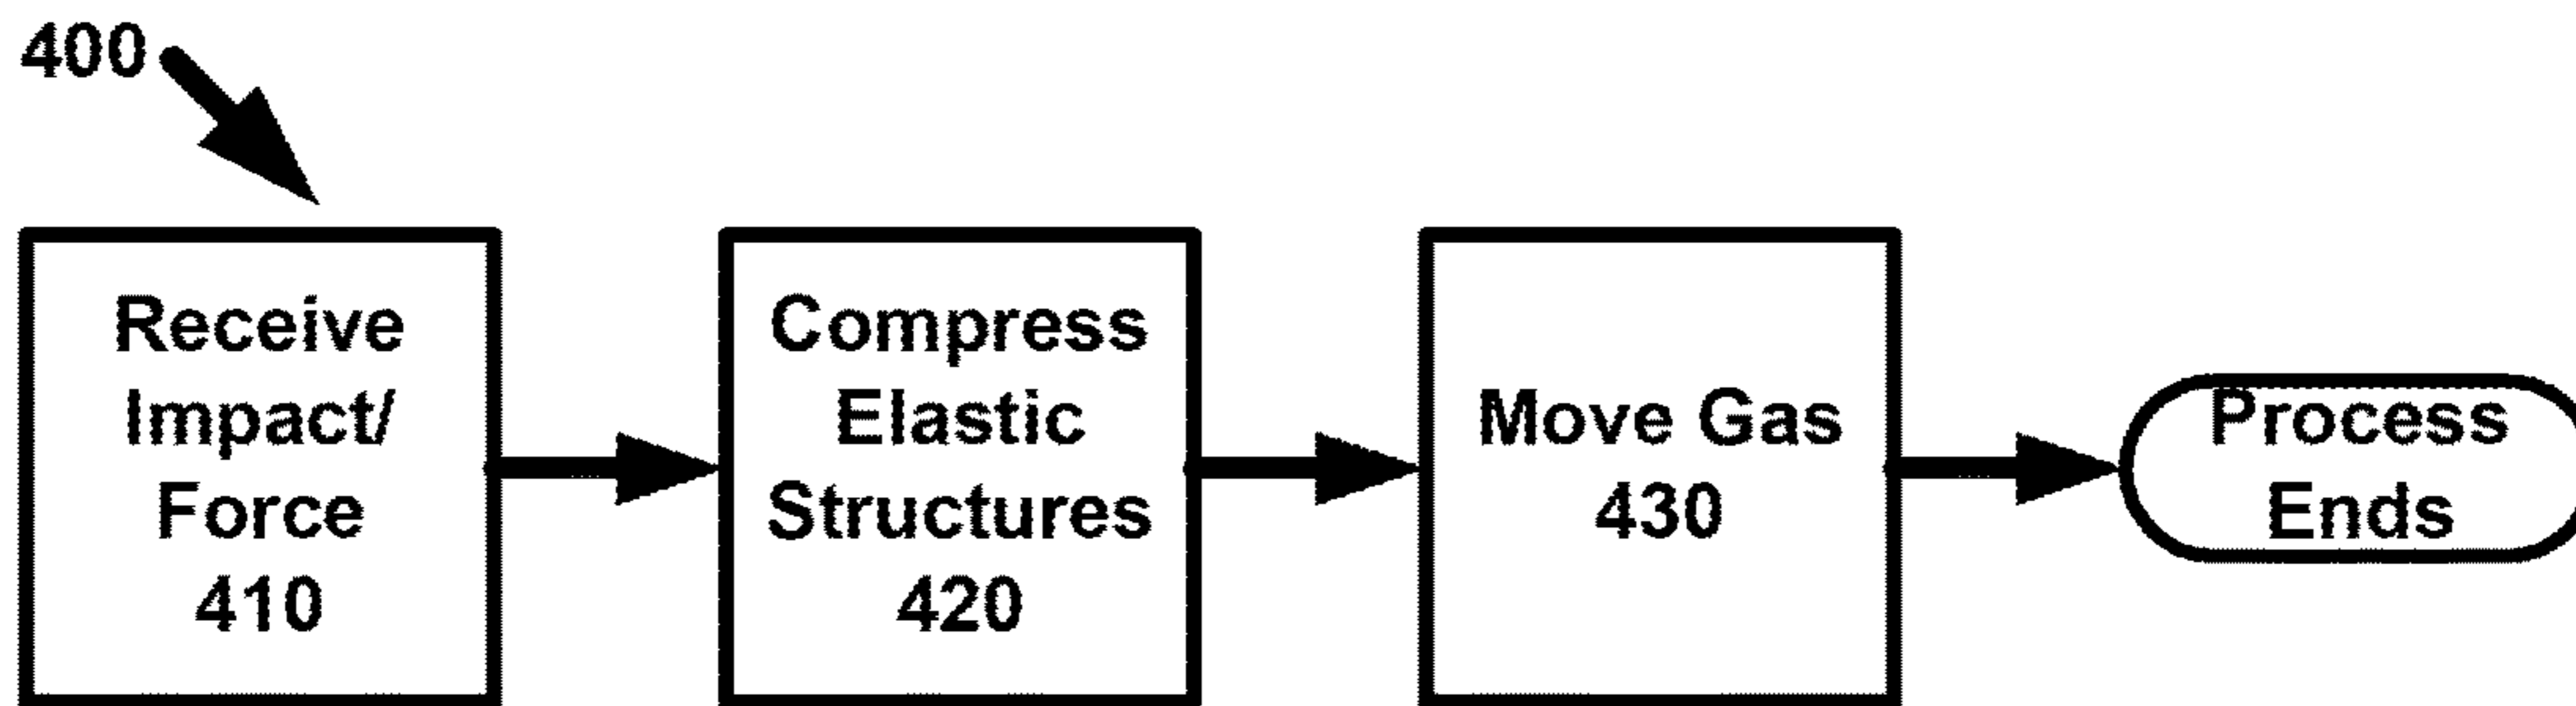 400
Receive
Impact/
Force
410
Compress
Elastic
Structures
420
Move Gas
430
Process
Ends